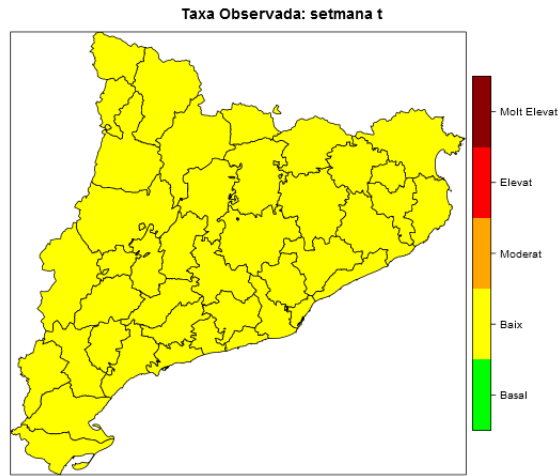 Taxa Observada: setmana t
Molt Elevat
Elevat
Moderat
Baix
Basal